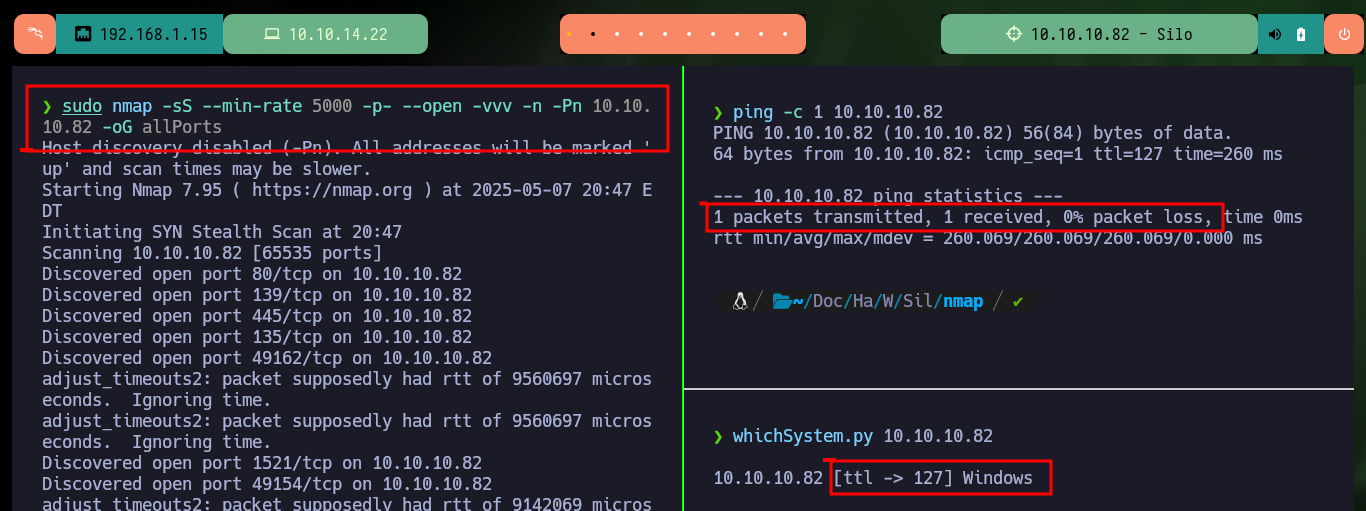 192.168.1.15
10.10.14.22
10.10.10.82 - Silo
❯ sudo nmap -sS --min-rate 5000 -p- --open -vvv -n -Pn 10.10.
10.82 -oG allPorts
Host discovery disabled (-Pn). All addresses will be marked '
up' and scan times may be slower.
Starting Nmap 7.95 ( https://nmap.org ) at 2025-05-07 20:47 E
DT
Initiating SYN Stealth Scan at 20:47
Scanning 10.10.10.82 [65535 ports]
Discovered open port 80/tcp on 10.10.10.82
Discovered open port 139/tcp on 10.10.10.82
Discovered open port 445/tcp on 10.10.10.82
Discovered open port 135/tcp on 10.10.10.82
Discovered open port 49162/tcp on 10.10.10.82
adjust_timeouts2: packet supposedly had rtt of 9560697 micros
econds.  Ignoring time.
adjust_timeouts2: packet supposedly had rtt of 9560697 micros
econds.  Ignoring time.
Discovered open port 1521/tcp on 10.10.10.82
Discovered open port 49154/tcp on 10.10.10.82
adjust_timeouts2: packet supposedly had rtt of 9142069 micros
❯ ping -c 1 10.10.10.82
PING 10.10.10.82 (10.10.10.82) 56(84) bytes of data.
64 bytes from 10.10.10.82: icmp_seq=1 ttl=127 time=260 ms
--- 10.10.10.82 ping statistics ---
1 packets transmitted, 1 received, 0% packet loss, time 0ms
rtt min/avg/max/mdev = 260.069/260.069/260.069/0.000 ms
~/Doc/Ha/W/Sil/nmap / ✔
❯ whichSystem.py 10.10.10.82
10.10.10.82 [ttl -> 127] Windows